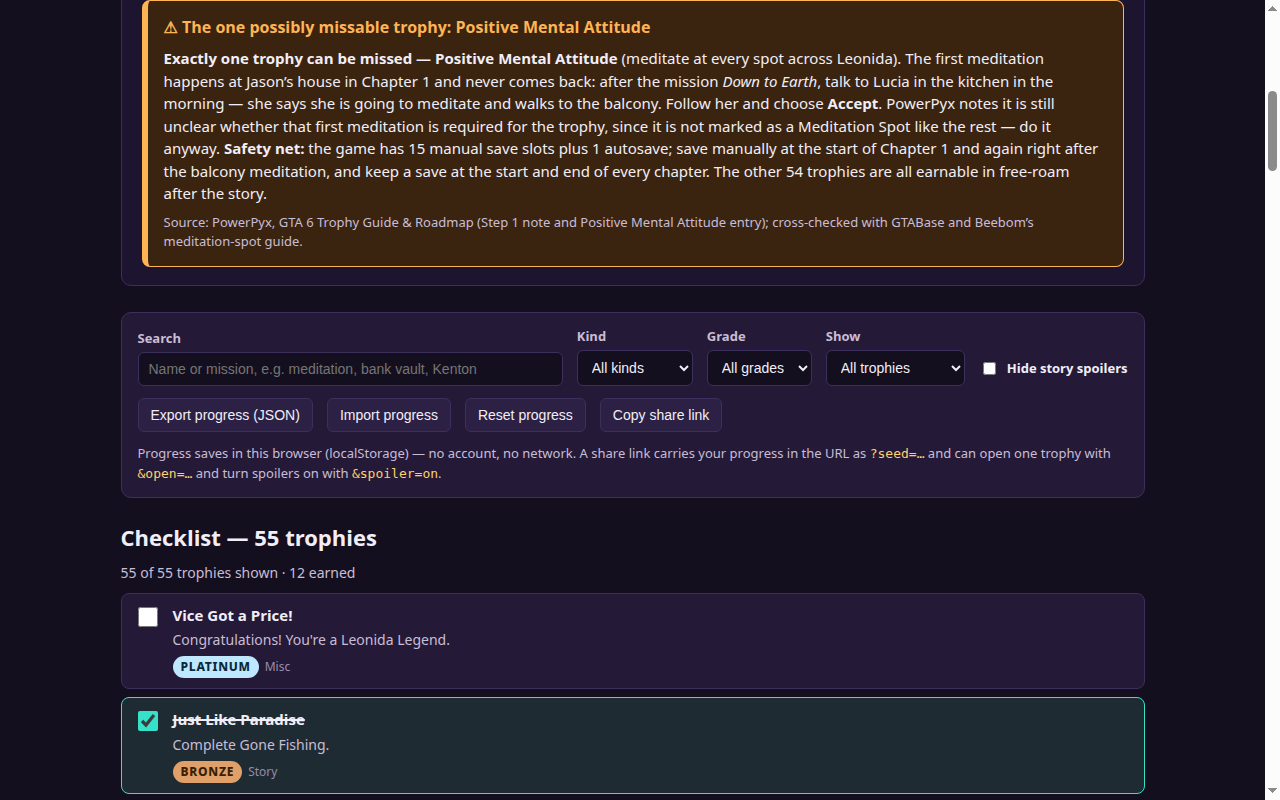 ⚠ The one possibly missable trophy: Positive Mental Attitude
Exactly one trophy can be missed — Positive Mental Attitude (meditate at every spot across Leonida). The first meditation
happens at Jason’s house in Chapter 1 and never comes back: after the mission Down to Earth, talk to Lucia in the kitchen in the
morning — she says she is going to meditate and walks to the balcony. Follow her and choose Accept. PowerPyx notes it is still
unclear whether that first meditation is required for the trophy, since it is not marked as a Meditation Spot like the rest — do it
anyway. Safety net: the game has 15 manual save slots plus 1 autosave; save manually at the start of Chapter 1 and again right after
the balcony meditation, and keep a save at the start and end of every chapter. The other 54 trophies are all earnable in free-roam
after the story.
Source: PowerPyx, GTA 6 Trophy Guide & Roadmap (Step 1 note and Positive Mental Attitude entry); cross-checked with GTABase and Beebom’s
meditation-spot guide.
Search Kind Grade Show
Name or mission, e.g. meditation, bank vault, Kenton All kinds All grades All trophies Hide story spoilers
Export progress (JSON) Import progress Reset progress Copy share link
Progress saves in this browser (localStorage) — no account, no network. A share link carries your progress in the URL as ?seed=… and can open one trophy with
&open=… and turn spoilers on with &spoiler=on.
Checklist — 55 trophies
55 of 55 trophies shown · 12 earned
Vice Got a Price!
Congratulations! You're a Leonida Legend.
PLATINUM Misc
Just Like Paradise
Complete Gone Fishing.
BRONZE Story